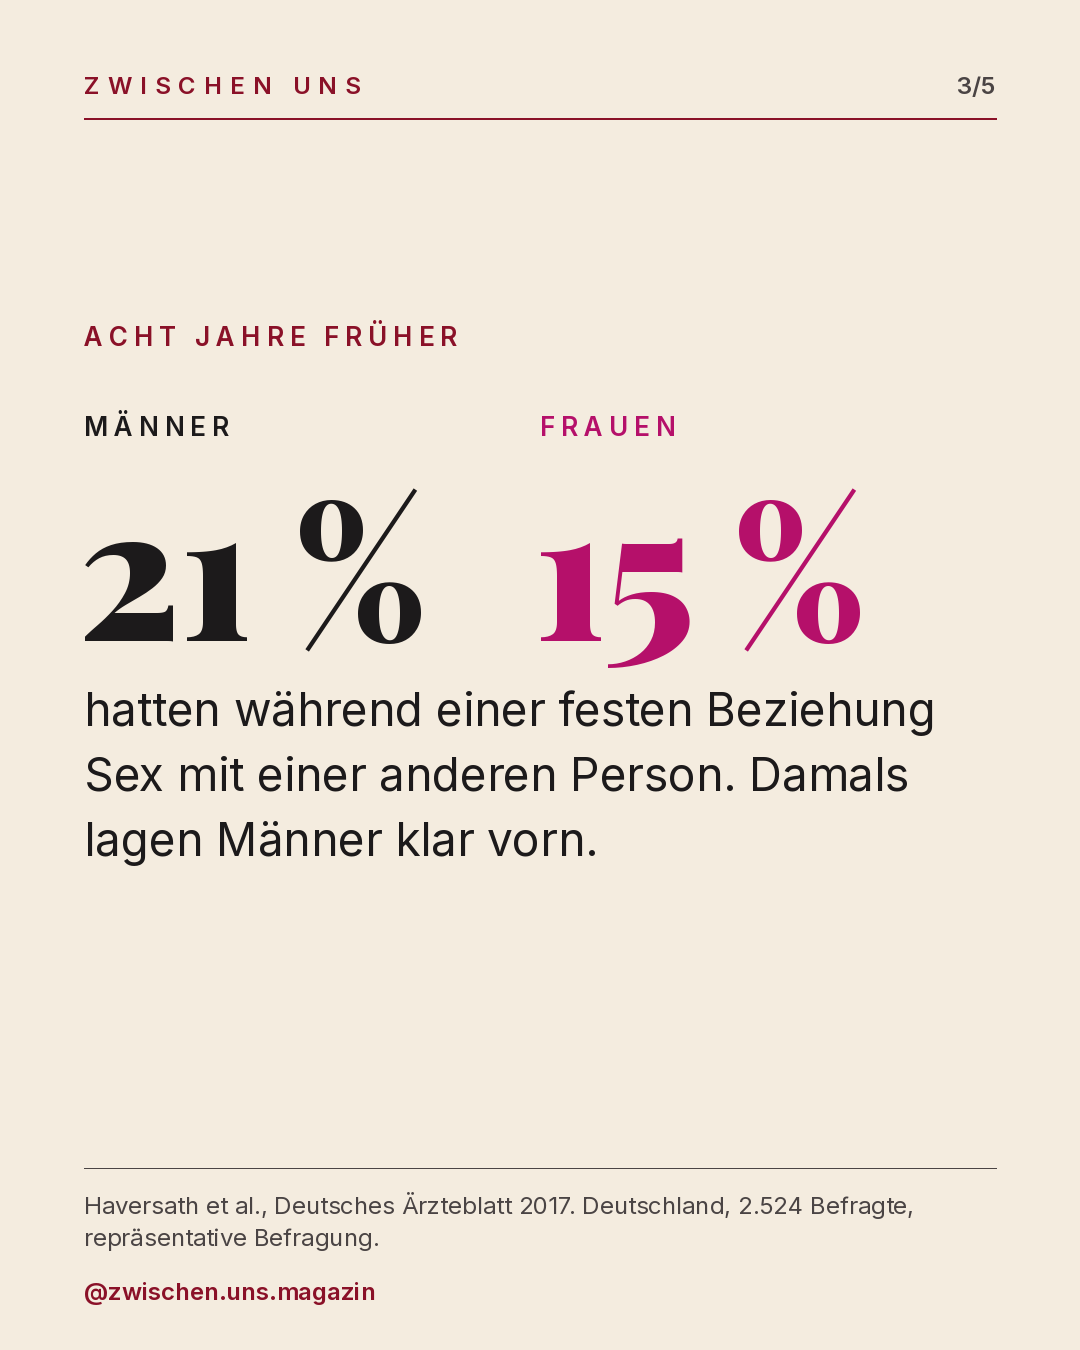 ZWISCHEN UNS
3/5
ACHT JAHRE FRÜHER
MÄNNER
FRAUEN
21 %
15 %
hatten während einer festen Beziehung
Sex mit einer anderen Person. Damals
lagen Männer klar vorn.
Haversath et al., Deutsches Ärzteblatt 2017. Deutschland, 2.524 Befragte,
repräsentative Befragung.
@zwischen.uns.magazin